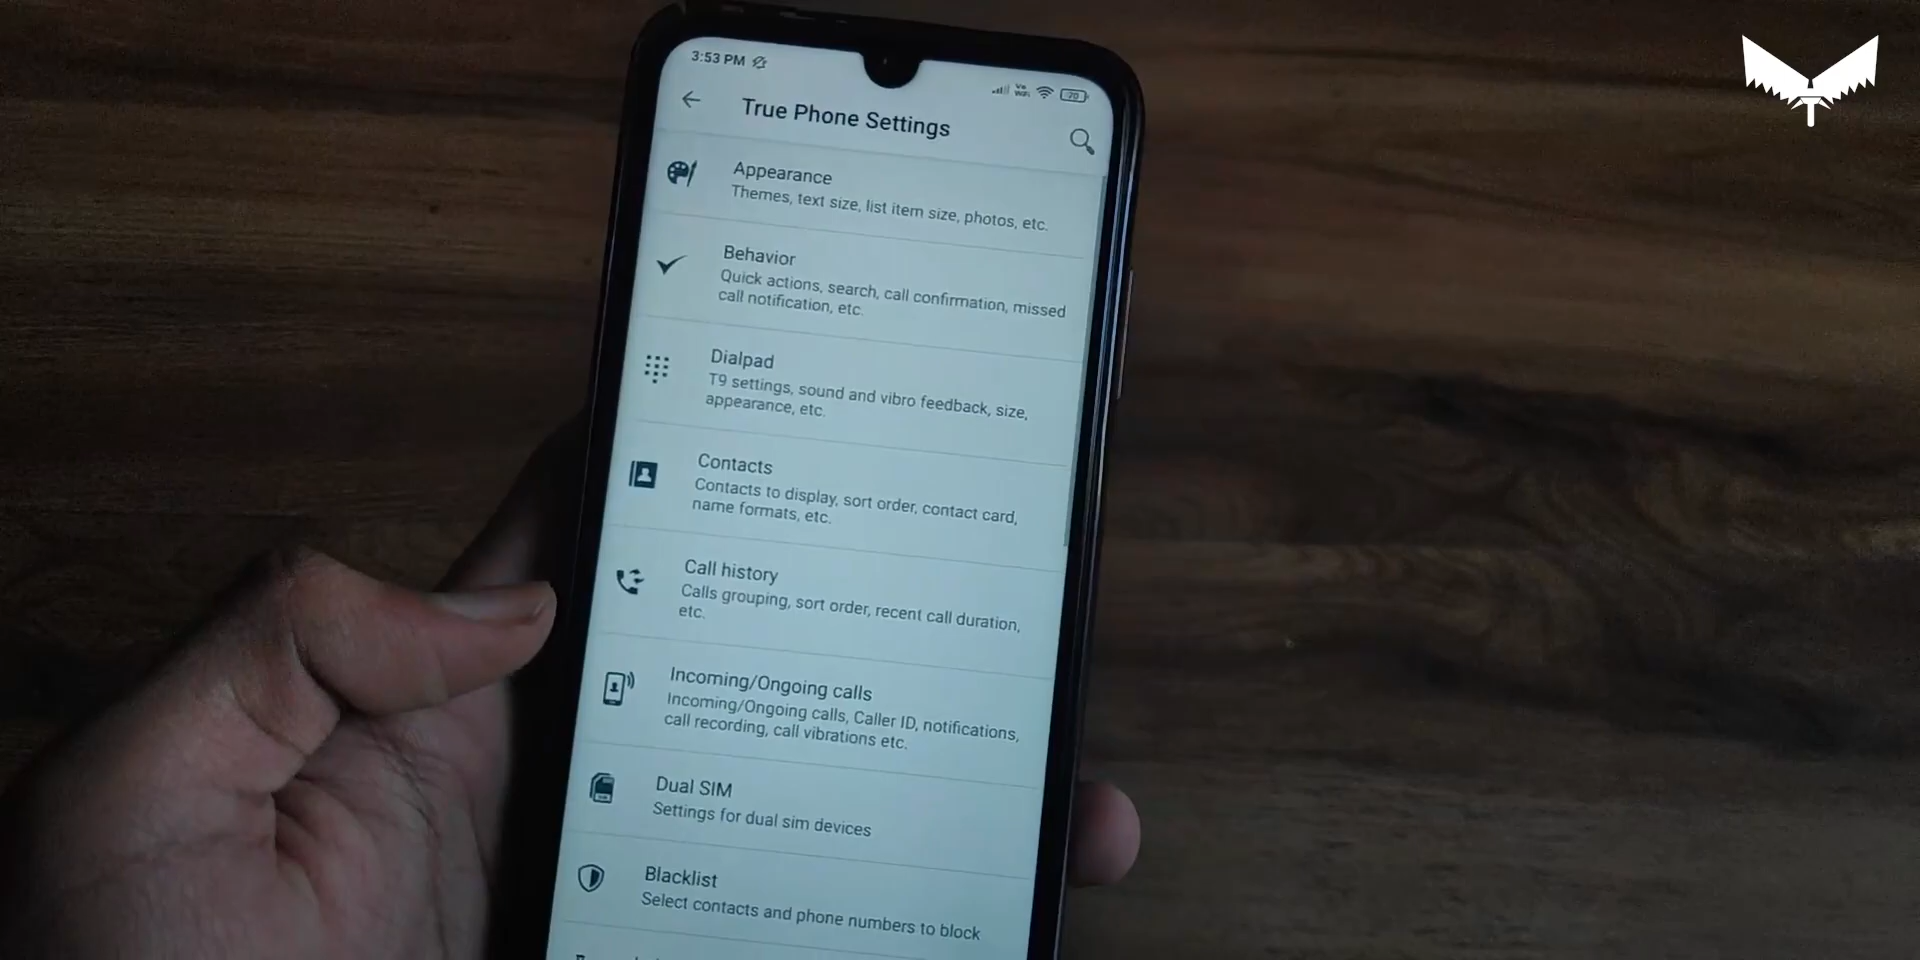 3:53 PM
Vo
WiFi
70
True Phone Settings
Appearance
Themes, text size, list item size, photos, etc.
Behavior
Quick actions, search, call confirmation, missed
call notification, etc.
Dialpad
T9 settings, sound and vibro feedback, size,
appearance, etc.
Contacts
Contacts to display, sort order, contact card,
name formats, etc.
Call history
Calls grouping, sort order, recent call duration,
etc.
Incoming/Ongoing calls
Incoming/Ongoing calls, Caller ID, notifications,
call recording, call vibrations etc.
Dual SIM
Settings for dual sim devices
Blacklist
Select contacts and phone numbers to block